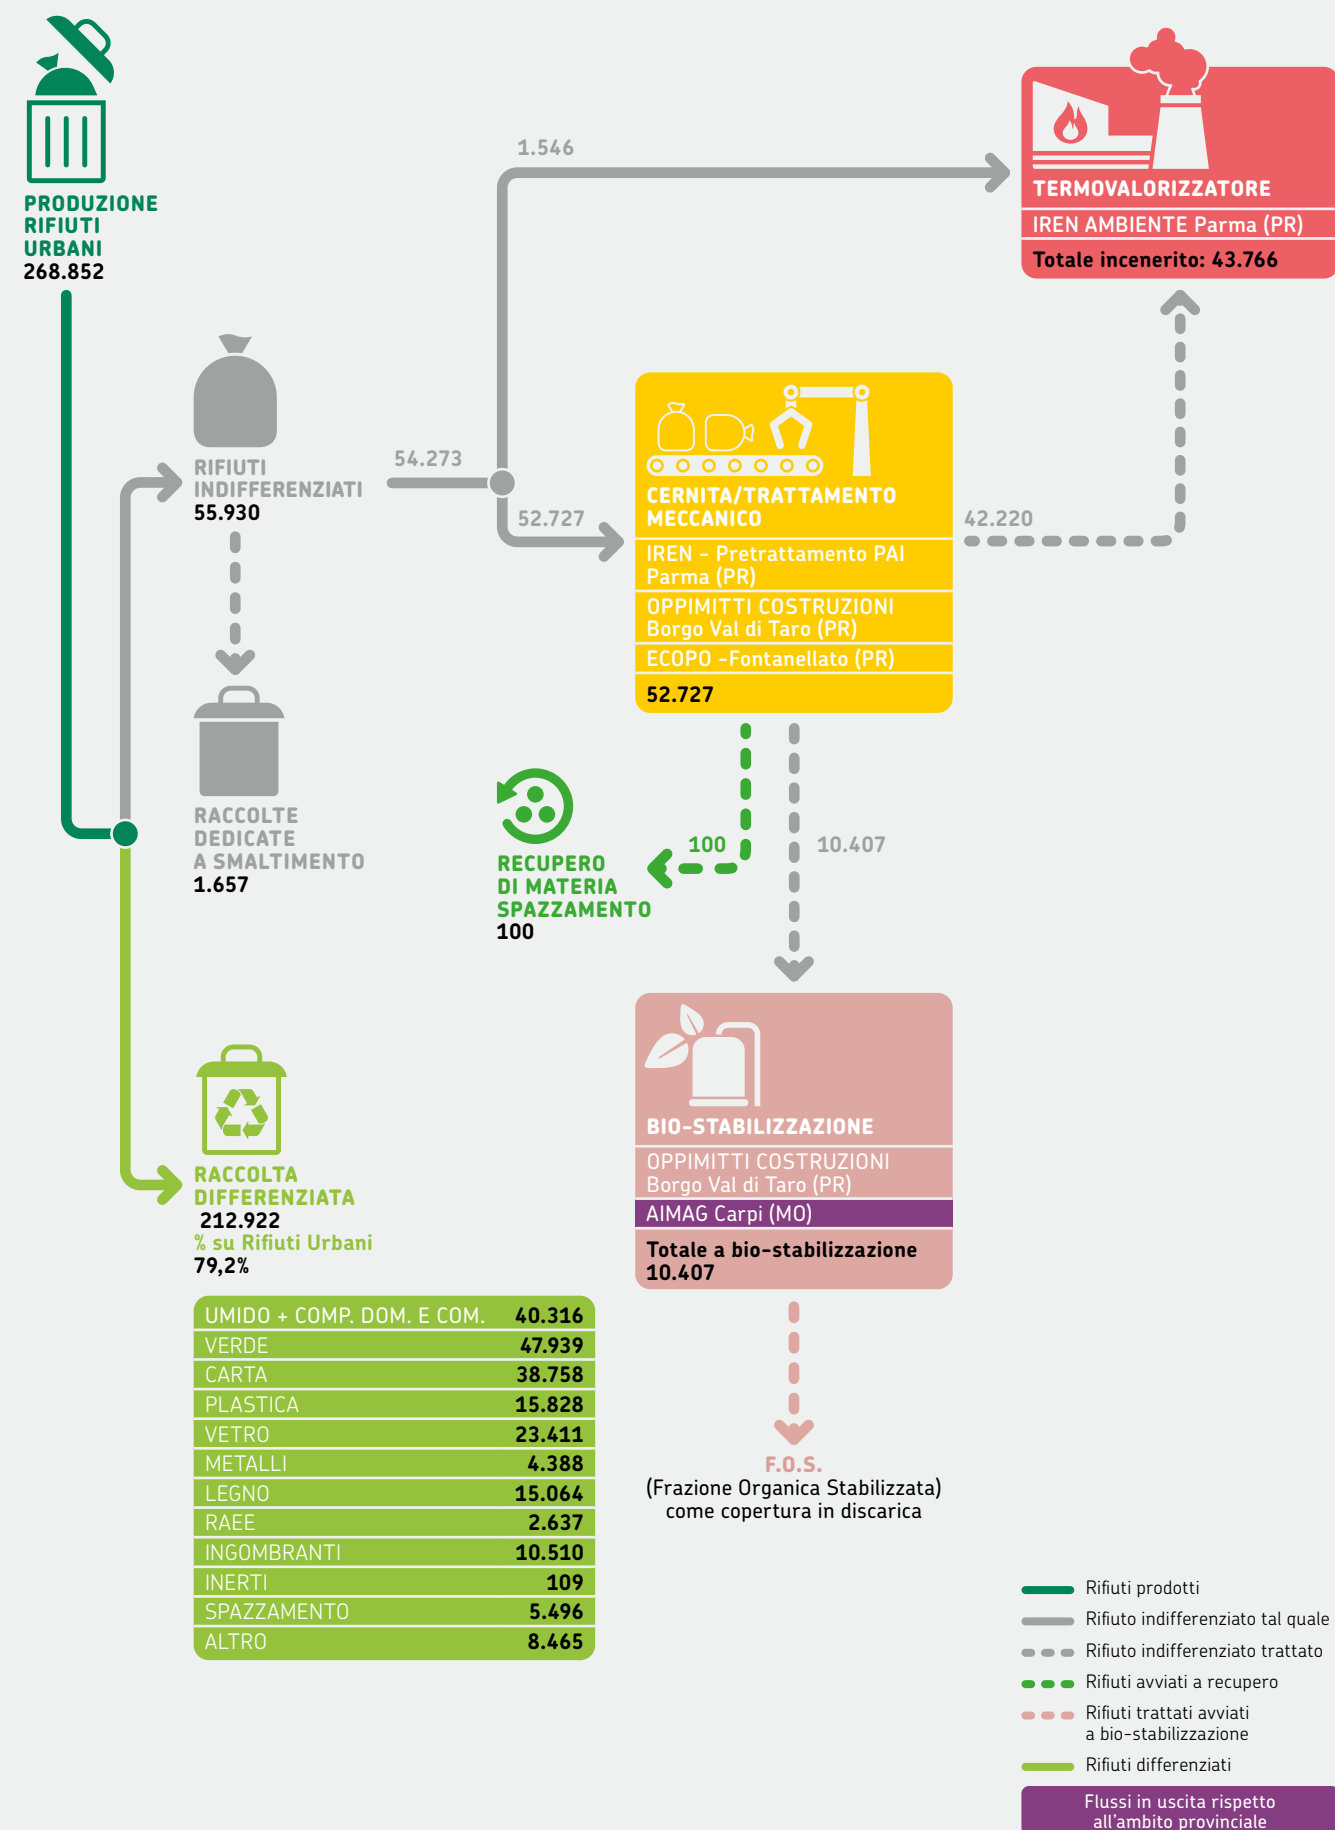 PRODUZIONE
RIFIUTI
URBANI
268.852
1.546
TERMOVALORIZZATORE
IREN AMBIENTE Parma (PR)
Totale incenerito: 43.766
RIFIUTI
INDIFFERENZIATI
55.930
54.273
52.727
CERNITA/TRATTAMENTO
MECCANICO
IREN - Pretrattamento PAI
Parma (PR)
OPPIMITTI COSTRUZIONI
Borgo Val di Taro (PR)
ECOPO -Fontanellato (PR)
52.727
42.220
RACCOLTE
DEDICATE
A SMALTIMENTO
1.657
RECUPERO
DI MATERIA
SPAZZAMENTO
100
100
10.407
BIO-STABILIZZAZIONE
OPPIMITTI COSTRUZIONI
Borgo Val di Taro (PR)
AIMAG Carpi (MO)
Totale a bio-stabilizzazione
10.407
F.O.S.
(Frazione Organica Stabilizzata)
come copertura in discarica
RACCOLTA
DIFFERENZIATA
212.922
% su Rifiuti Urbani
79,2%
UMIDO + COMP. DOM. E COM. 40.316
VERDE 47.939
CARTA 38.758
PLASTICA 15.828
VETRO 23.411
METALLI 4.388
LEGNO 15.064
RAEE 2.637
INGOMBRANTI 10.510
INERTI 109
SPAZZAMENTO 5.496
ALTRO 8.465
Rifiuti prodotti
Rifiuto indifferenziato tal quale
Rifiuto indifferenziato trattato
Rifiuti avviati a recupero
Rifiuti trattati avviati
a bio-stabilizzazione
Rifiuti differenziati
Flussi in uscita rispetto
all'ambito provinciale